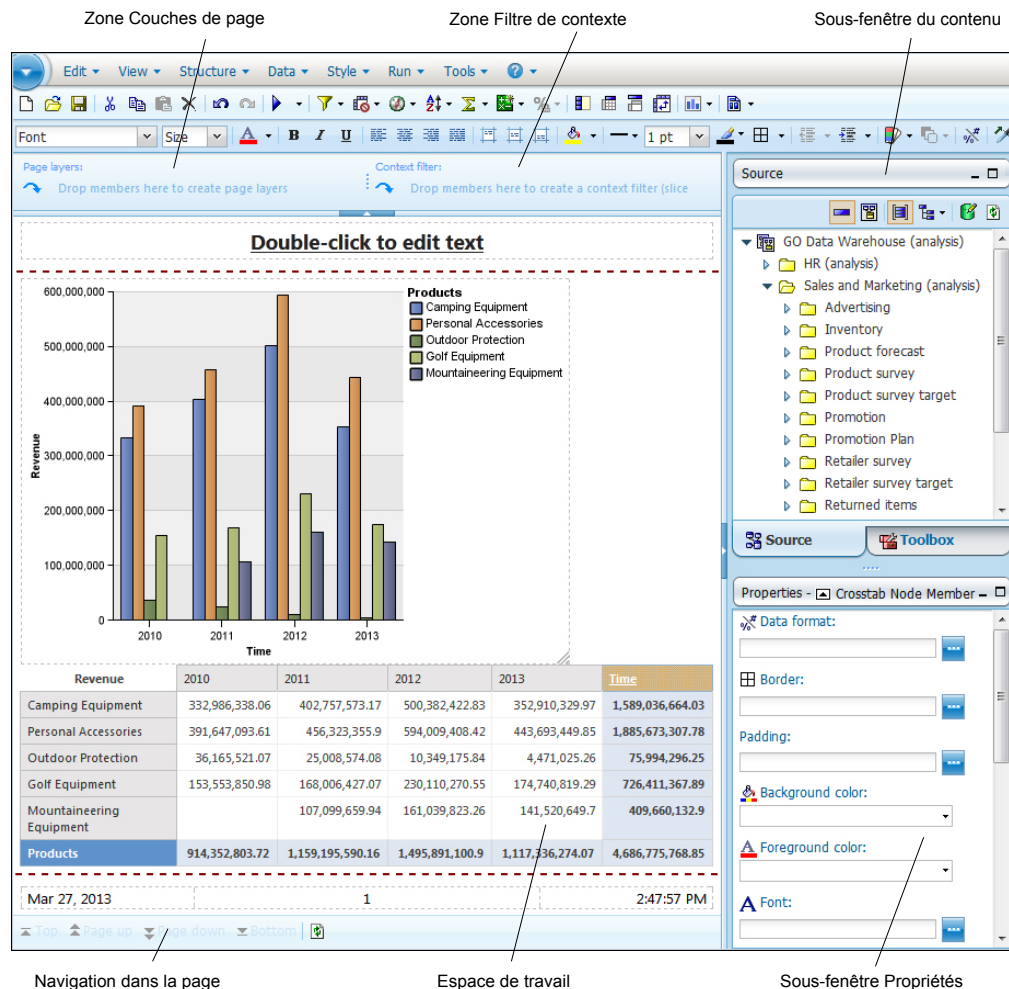 Zone Couches de page
Zone Filtre de contexte
Sous-fenêtre du contenu
Edit View Structure Data Style Run Tools
Font Size A B I U 1 pt
Page layers:
Drop members here to create page layers
Context filter:
Drop members here to create a context filter (slice
Source
Double-click to edit text
GO Data Warehouse (analysis)
HR (analysis)
Sales and Marketing (analysis)
Advertising
Inventory
Product forecast
Product survey
Product survey target
Promotion
Promotion Plan
Retailer survey
Retailer survey target
Returned items
Source Toolbox
600,000,000
500,000,000
400,000,000
300,000,000
200,000,000
100,000,000
0
Revenue
2010 2011 2012 2013
Time
Products
Camping Equipment
Personal Accessories
Outdoor Protection
Golf Equipment
Mountaineering Equipment
Revenue 2010 2011 2012 2013 Time
Camping Equipment 332,986,338.06 402,757,573.17 500,382,422.83 352,910,329.97 1,589,036,664.03
Personal Accessories 391,647,093.61 456,323,355.9 594,009,408.42 443,693,449.85 1,885,673,307.78
Outdoor Protection 36,165,521.07 25,008,574.08 10,349,175.84 4,471,025.26 75,994,296.25
Golf Equipment 153,553,850.98 168,006,427.07 230,110,270.55 174,740,819.29 726,411,367.89
Mountaineering 107,099,659.94 161,039,823.26 141,520,649.7 409,660,132.9
Equipment
Products 914,352,803.72 1,159,195,590.16 1,495,891,100.9 1,117,336,274.07 4,686,775,768.85
Mar 27, 2013 1 2:47:57 PM
Top Page up Page down Bottom
Properties - Crosstab Node Member
Data format:
Border:
Padding:
Background color:
Foreground color:
Font:
Navigation dans la page
Espace de travail
Sous-fenêtre Propriétés